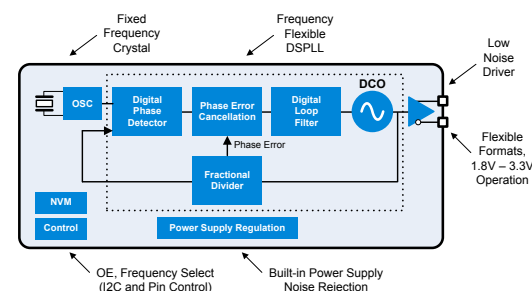 Fixed
Frequency
Crystal
Frequency
Flexible
DSPLL
Low
Noise
Driver
OSC
Digital
Phase
Detector
Phase Error
Cancellation
Digital
Loop
Filter
DCO
Flexible
Formats,
1.8V – 3.3V
Operation
Phase Error
Fractional
Divider
NVM
Control
Power Supply Regulation
OE, Frequency Select
(I2C and Pin Control)
Built-in Power Supply
Noise Rejection